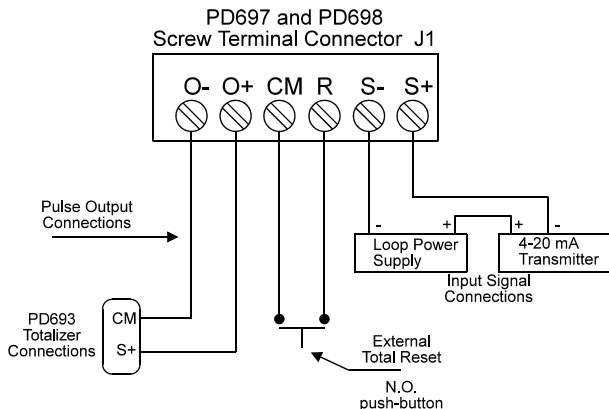 PD697 and PD698
Screw Terminal Connector J1
O- O+ CM R S- S+
Pulse Output
Connections
- + + -
Loop Power
Supply
4-20 mA
Transmitter
Input Signal
Connections
PD693
Totalizer
Connections
CM
S+
External
Total Reset
N.O.
push-button